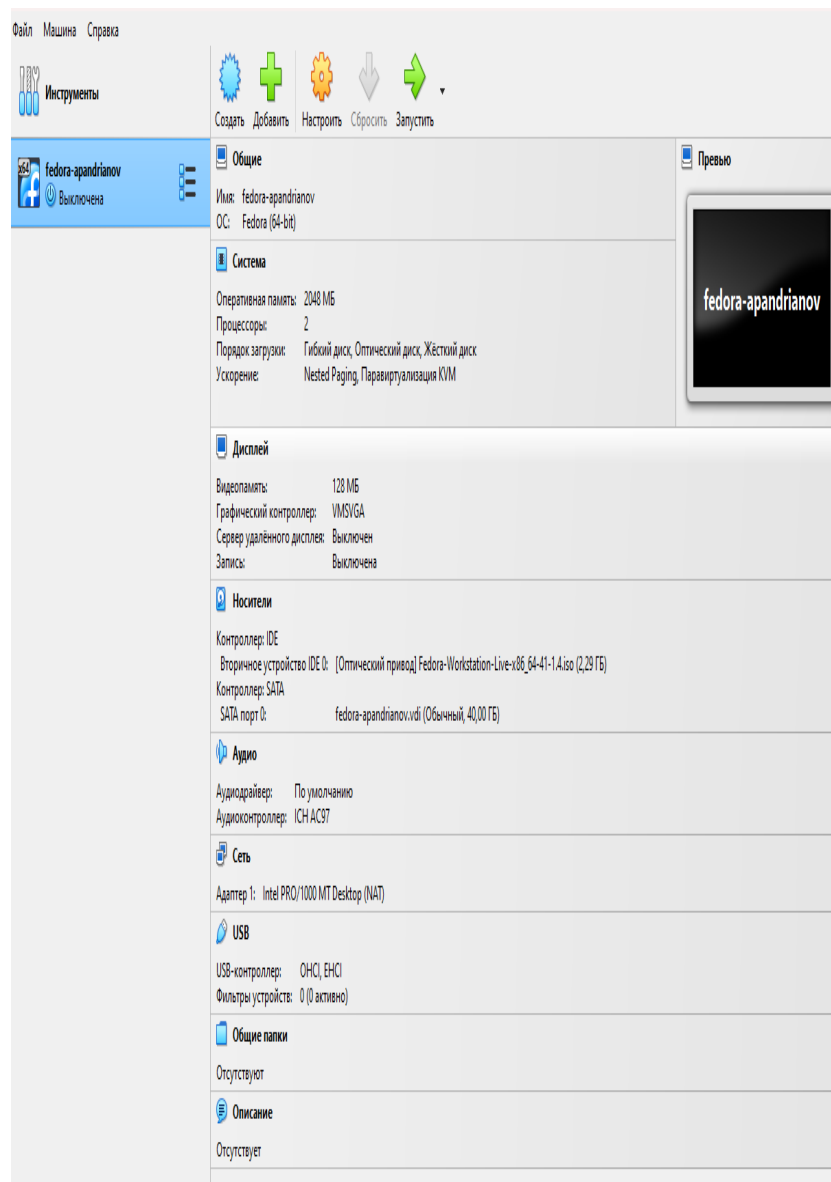 Файл Машина Справка
Инструменты
Создать Добавить Настроить Сбросить Запустить
x64
fedora-apandrianov
Выключена
Общие
Имя: fedora-apandrianov
ОС: Fedora (64-bit)
Превью
fedora-apandrianov
Система
Оперативная память: 2048 МБ
Процессоры: 2
Порядок загрузки: Гибкий диск, Оптический диск, Жёсткий диск
Ускорение: Nested Paging, Паравиртуализация KVM
Дисплей
Видеопамять: 128 МБ
Графический контроллер: VMSVGA
Сервер удалённого дисплея: Выключен
Запись: Выключена
Носители
Контроллер: IDE
Вторичное устройство IDE 0: [Оптический привод] Fedora-Workstation-Live-x86_64-41-1.4.iso (2,29 ГБ)
Контроллер: SATA
SATA порт 0: fedora-apandrianov.vdi (Обычный, 40,00 ГБ)
Аудио
Аудиодрайвер: По умолчанию
Аудиоконтроллер: ICH AC97
Сеть
Адаптер 1: Intel PRO/1000 MT Desktop (NAT)
USB
USB-контроллер: OHCI, EHCI
Фильтры устройств: 0 (0 активно)
Общие папки
Отсутствуют
Описание
Отсутствует